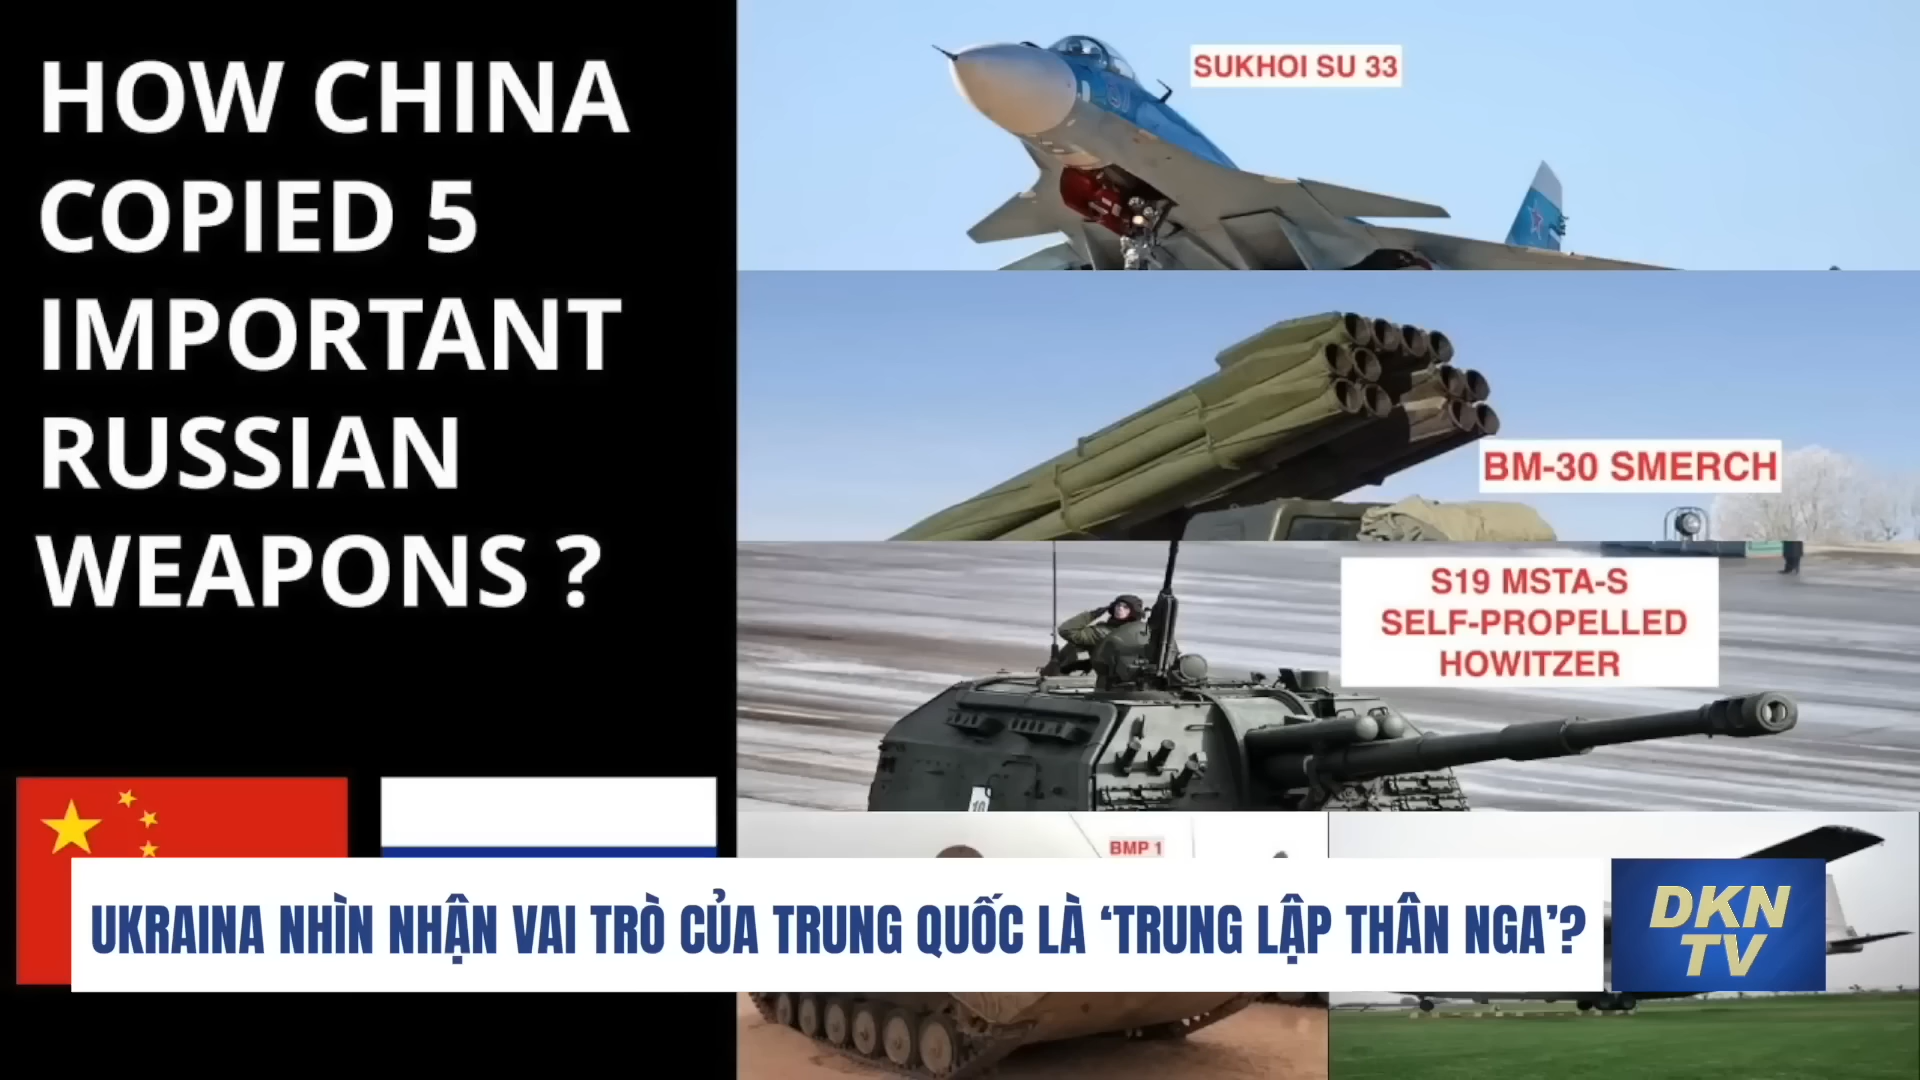 HOW CHINA
COPIED 5
IMPORTANT
RUSSIAN
WEAPONS ?
SUKHOI SU 33
BM-30 SMERCH
S19 MSTA-S
SELF-PROPELLED
HOWITZER
BMP 1
UKRAINA NHÌN NHẬN VAI TRÒ CỦA TRUNG QUỐC LÀ ‘TRUNG LẬP THÂN NGA’?
DKN
TV